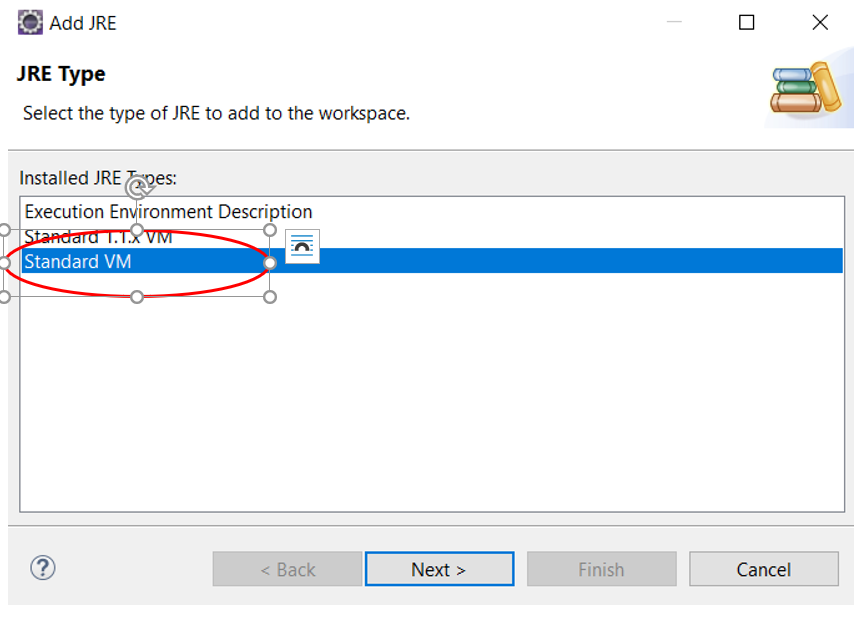 Add JRE
JRE Type
Select the type of JRE to add to the workspace.
Installed JRE Types:
Execution Environment Description
Standard 1.1.x VM
Standard VM
?
< Back
Next >
Finish
Cancel